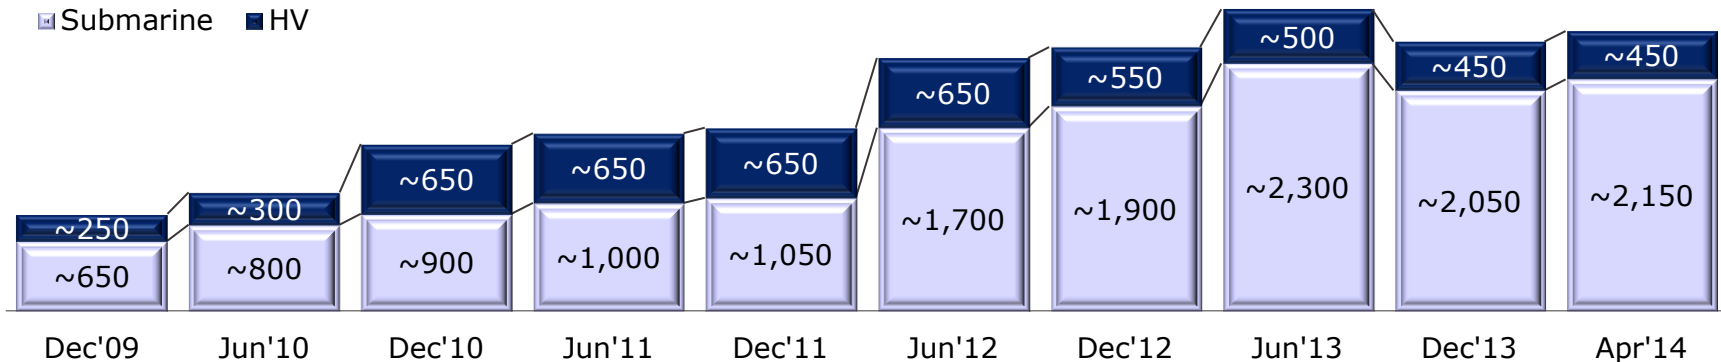 Submarine HV
~250 ~300 ~650 ~650 ~650 ~650 ~550 ~500 ~450 ~450
~650 ~800 ~900 ~1,000 ~1,050 ~1,700 ~1,900 ~2,300 ~2,050 ~2,150
Dec'09 Jun'10 Dec'10 Jun'11 Dec'11 Jun'12 Dec'12 Jun'13 Dec'13 Apr'14